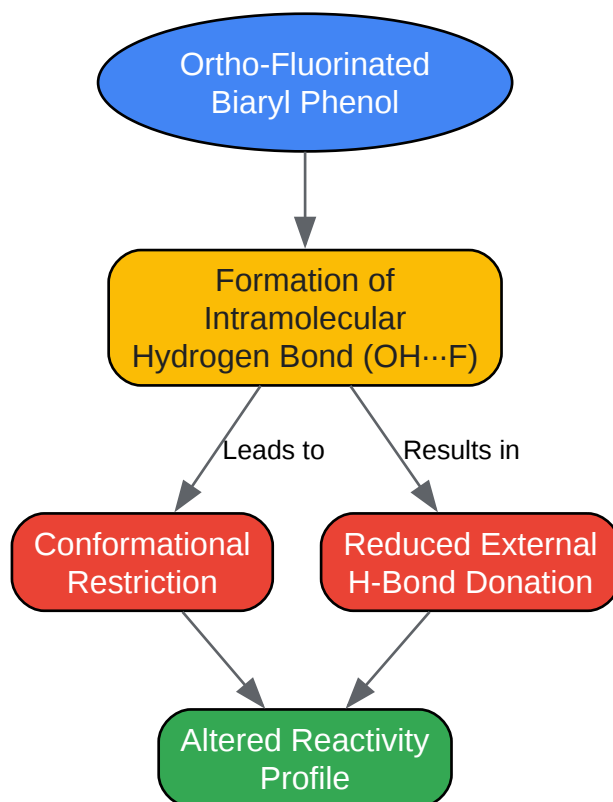 Ortho-Fluorinated
Biaryl Phenol
Formation of
Intramolecular
Hydrogen Bond (OH···F)
Leads to
Results in
Conformational
Restriction
Reduced External
H-Bond Donation
Altered Reactivity
Profile